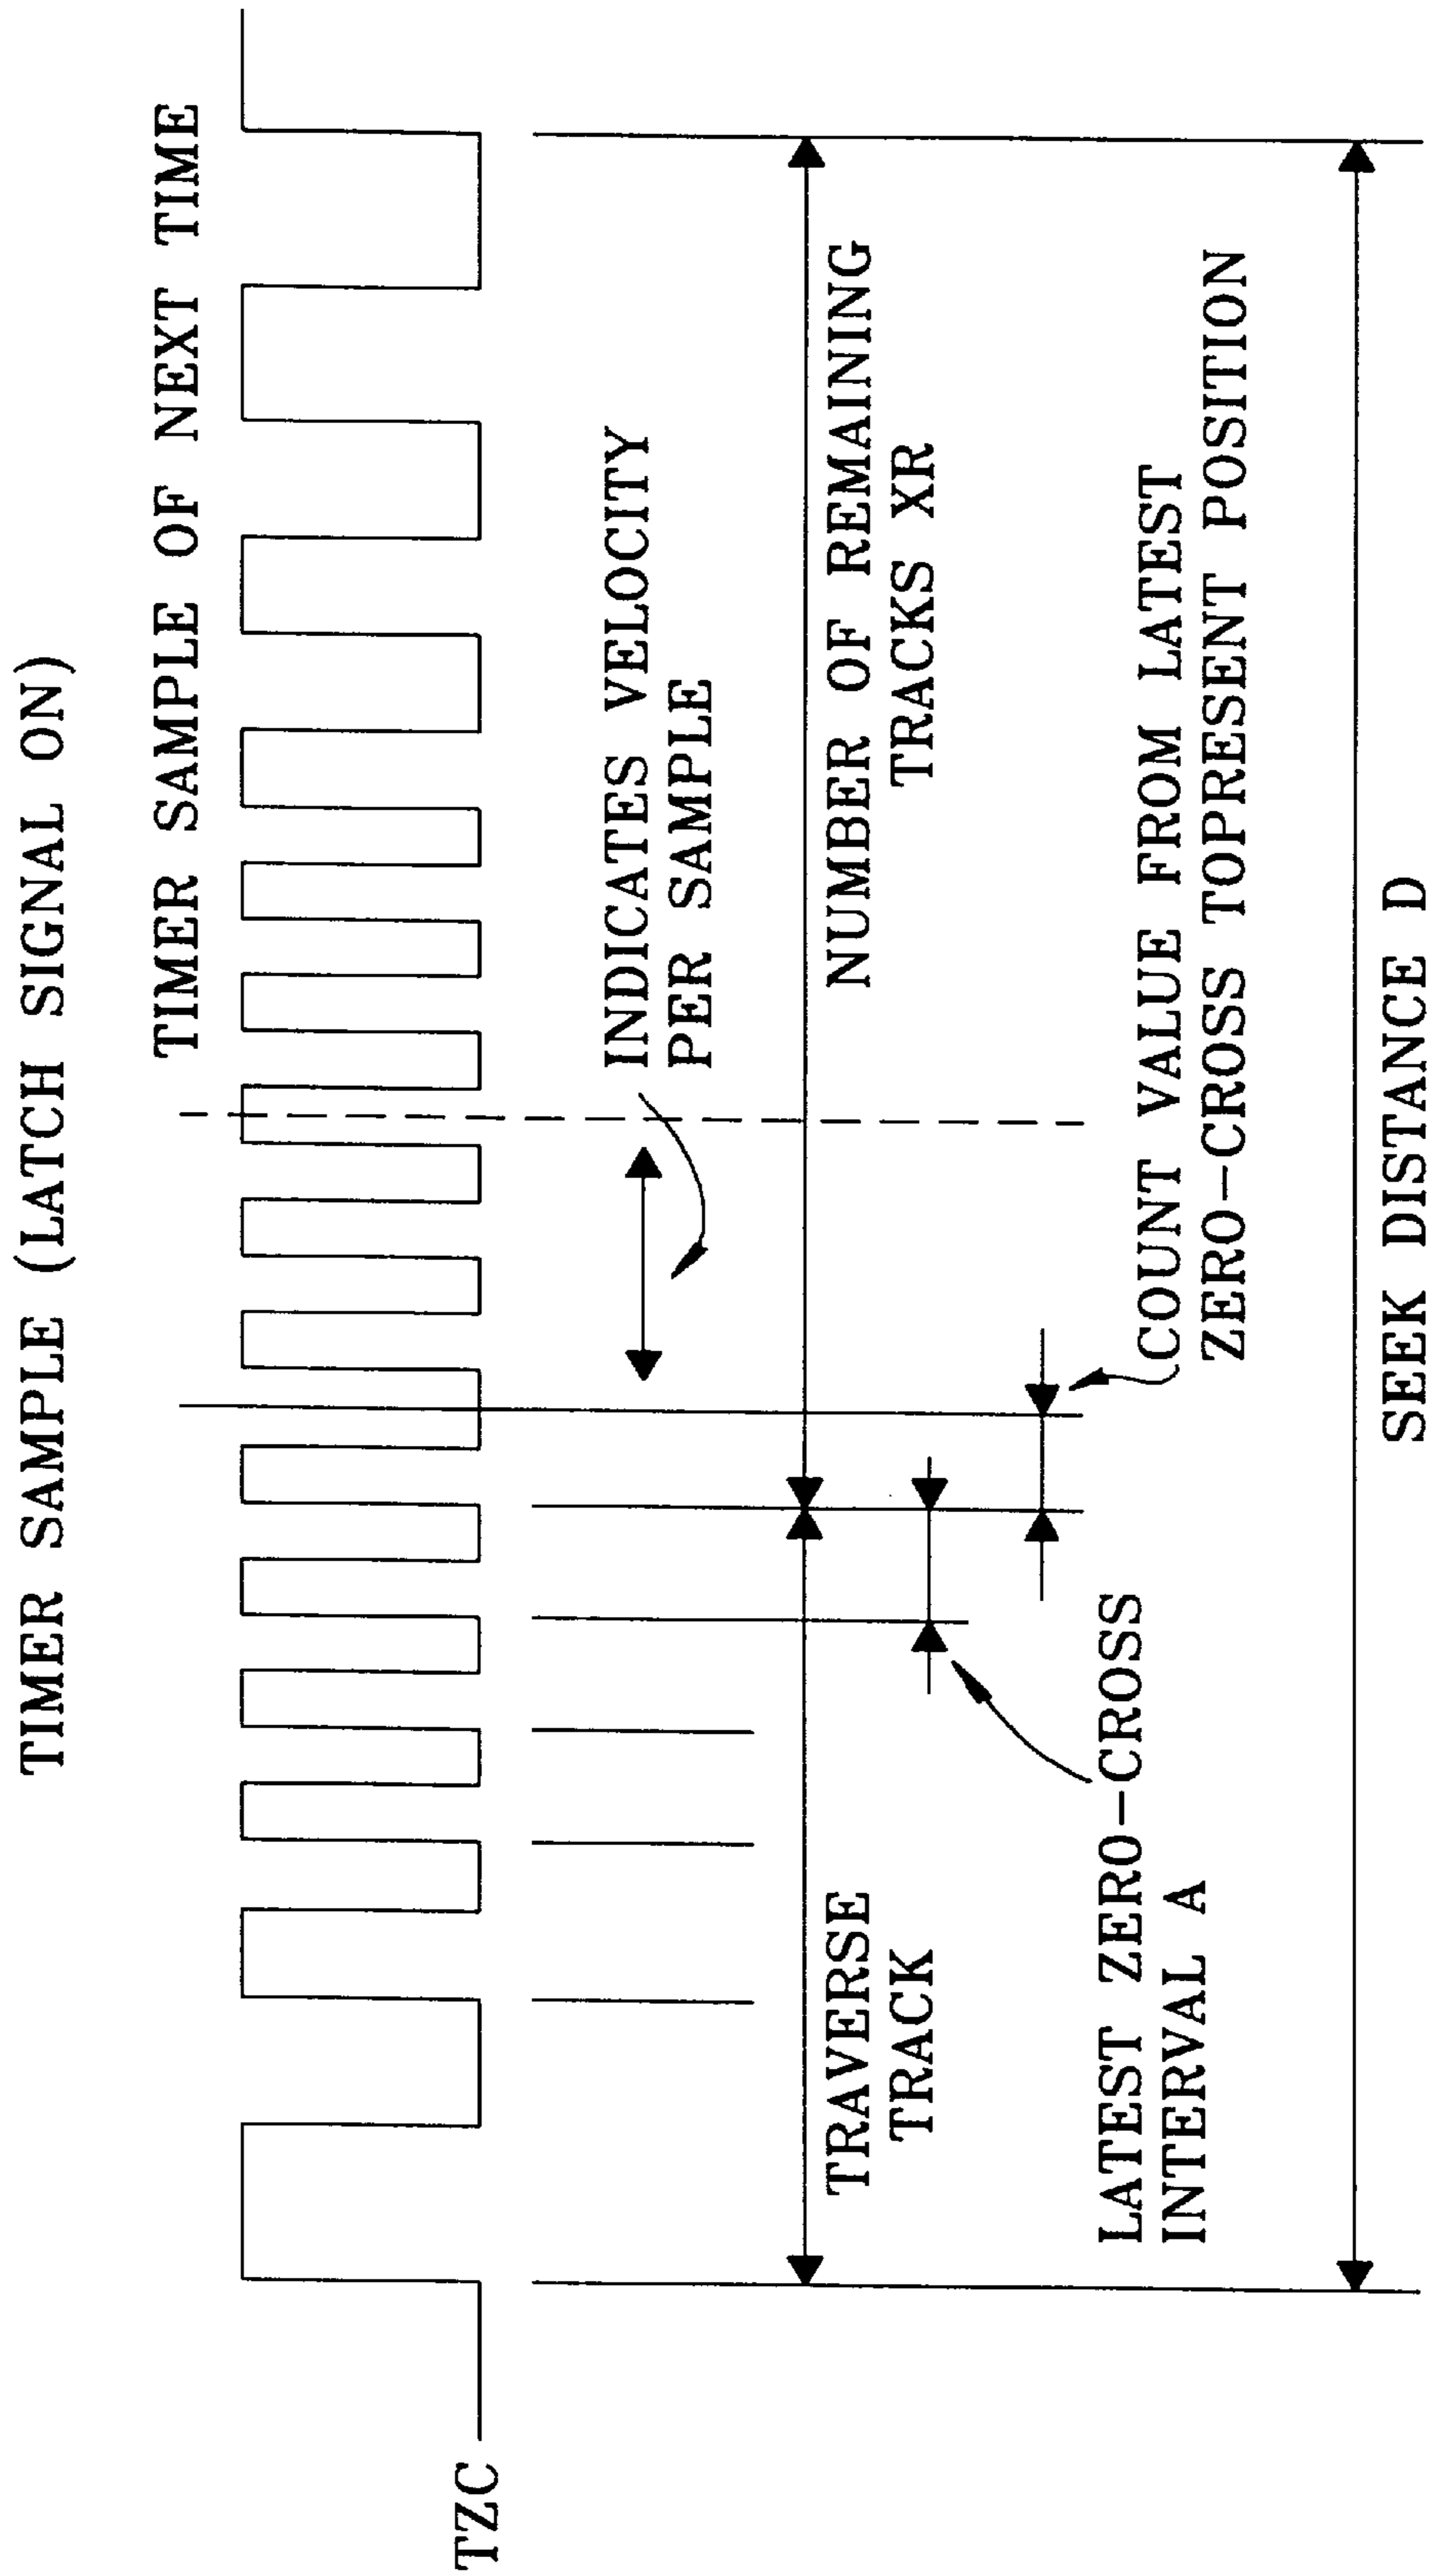 TIMER SAMPLE (LATCH SIGNAL ON)
TIMER SAMPLE OF NEXT TIME
TZC
INDICATES VELOCITY
PER SAMPLE
TRAVERSE
TRACK
NUMBER OF REMAINING
TRACKS XR
LATEST ZERO-CROSS
INTERVAL A
COUNT VALUE FROM LATEST
ZERO-CROSS TOPRESENT POSITION
SEEK DISTANCE D